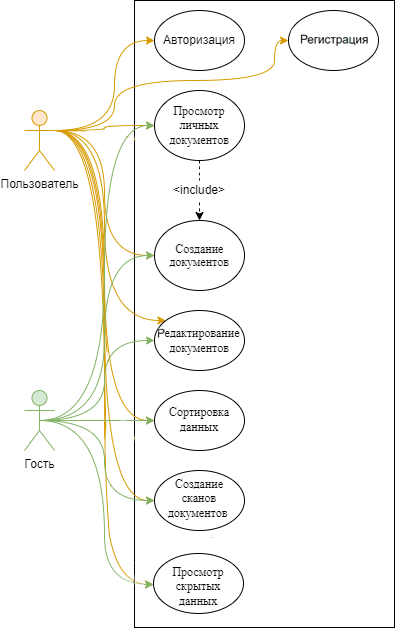 Авторизация
Регистрация
Просмотр
личных
документов
Пользователь
<include>
Создание
документов
Редактирование
документов
Сортировка
данных
Гость
Создание
сканов
документов
Просмотр
скрытых
данных